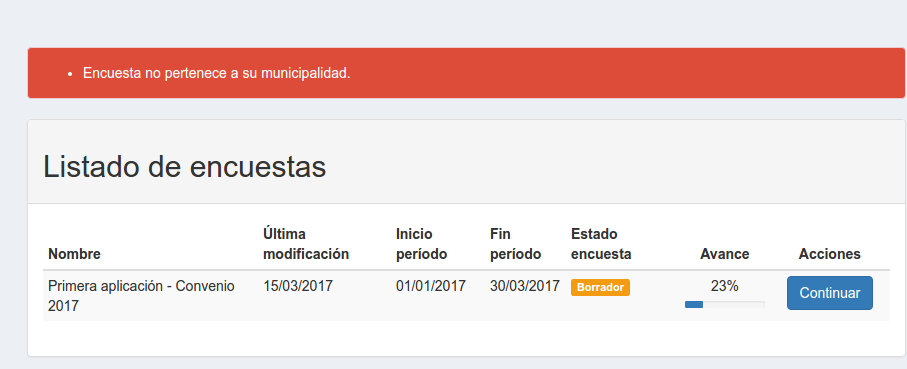 Encuesta no pertenece a su municipalidad.
Listado de encuestas
Nombre
Última modificación
Inicio período
Fin período
Estado encuesta
Avance
Acciones
Primera aplicación - Convenio 2017
15/03/2017
01/01/2017
30/03/2017
Borrador
23%
Continuar